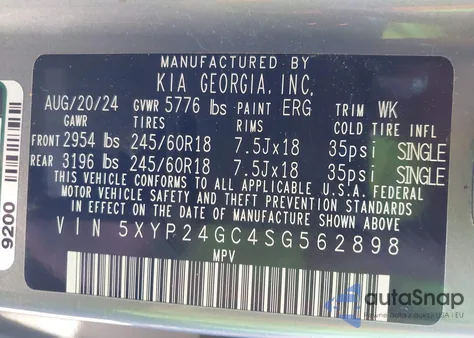 MANUFACTURED BY
KIA GEORGIA, INC,
AUG/20/24 GVWR 5776 lbs PAINT ERG TRIM WK
GAWR TIRES RIMS COLD TIRE INFL
FRONT 2954 lbs 245/60R18 7.5Jx18 35psi SINGLE
REAR 3196 lbs 245/60R18 7.5Jx18 35psi SINGLE
THIS VEHICLE CONFORMS TO ALL APPLICABLE U.S.A. FEDERAL
MOTOR VEHICLE SAFETY AND THEFT PREVENTION STANDARDS
IN EFFECT ON THE DATE OF MANUFACTURE SHOWN ABOVE.
VIN 5XYP24GC4SG562898
MPV
9200
autoSnap